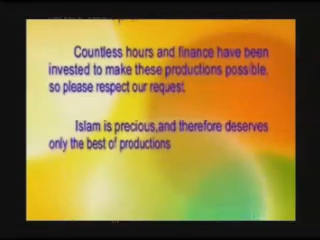 Countless hours and finance have been
invested to make these productions possible,
so please respect our request.
Islam is precious,and therefore deserves
only the best of productions